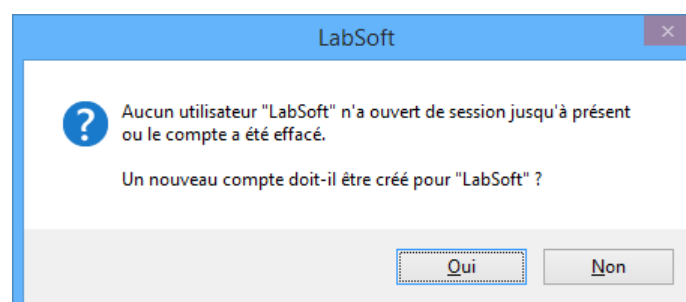 LabSoft
Aucun utilisateur "LabSoft" n'a ouvert de session jusqu'à présent
ou le compte a été effacé.
Un nouveau compte doit-il être créé pour "LabSoft" ?
Oui
Non